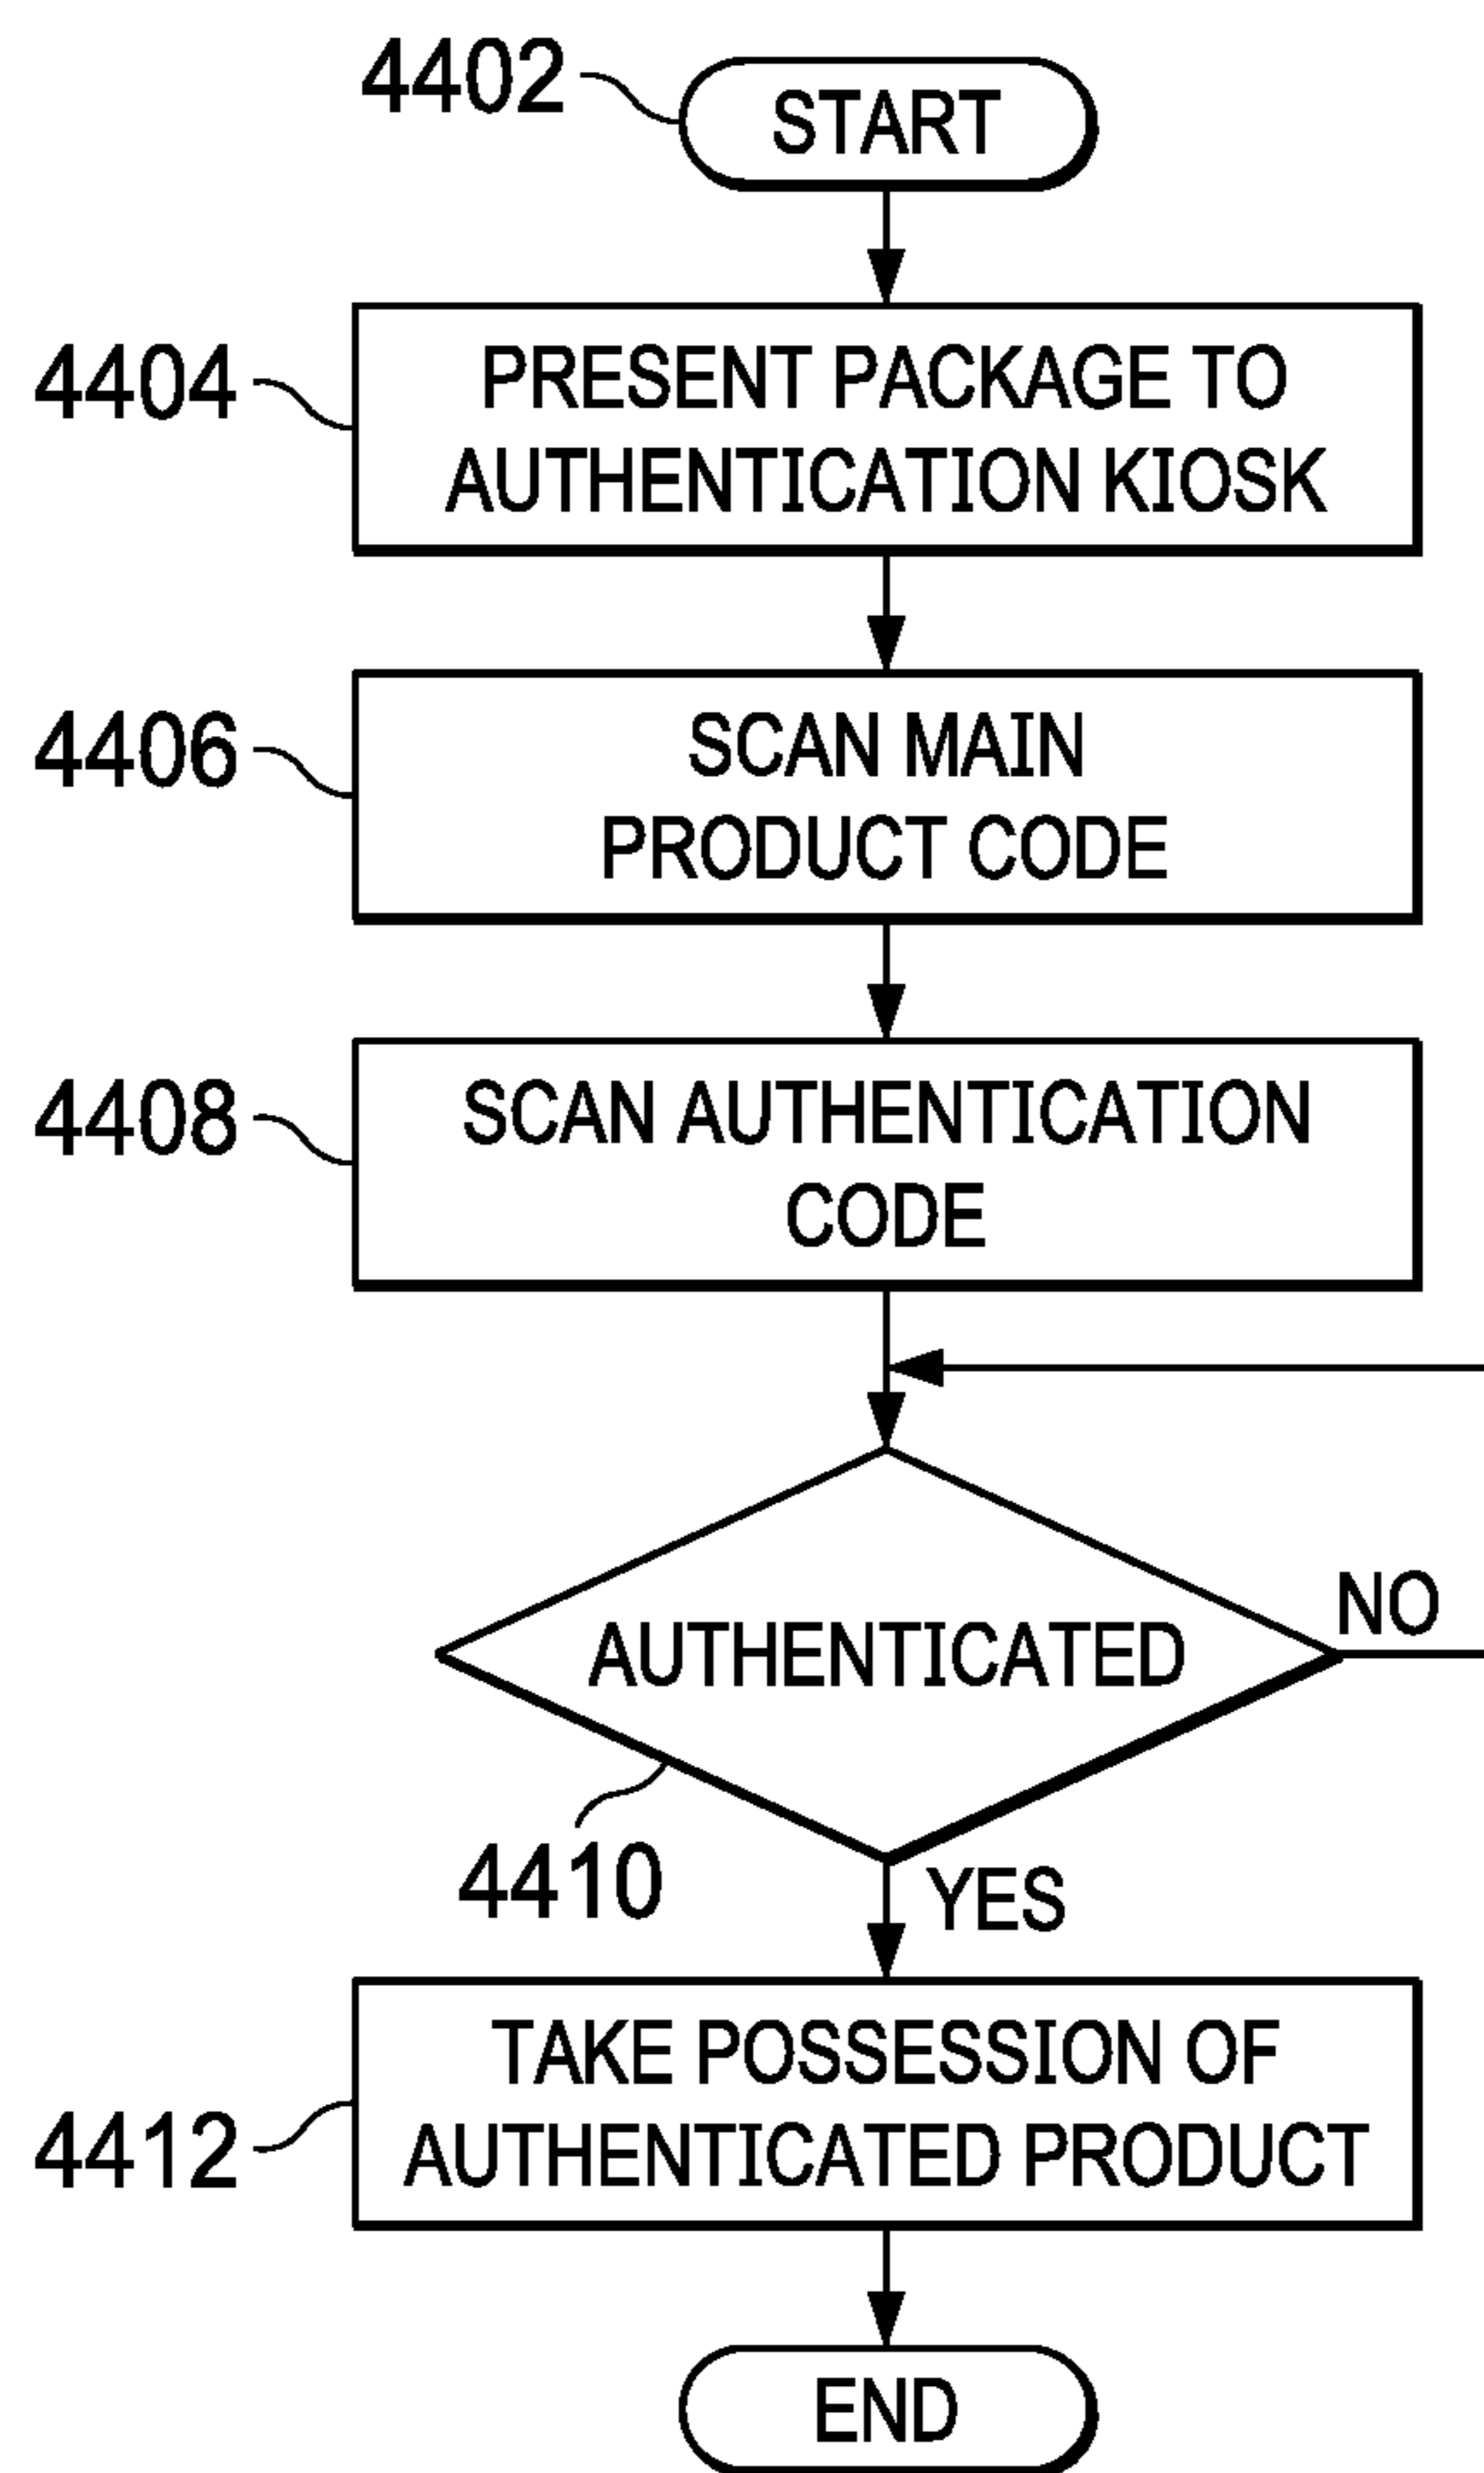 4402
START
4404
PRESENT PACKAGE TO
AUTHENTICATION KIOSK
4406
SCAN MAIN
PRODUCT CODE
4408
SCAN AUTHENTICATION
CODE
AUTHENTICATED
NO
4410
YES
4412
TAKE POSSESSION OF
AUTHENTICATED PRODUCT
END